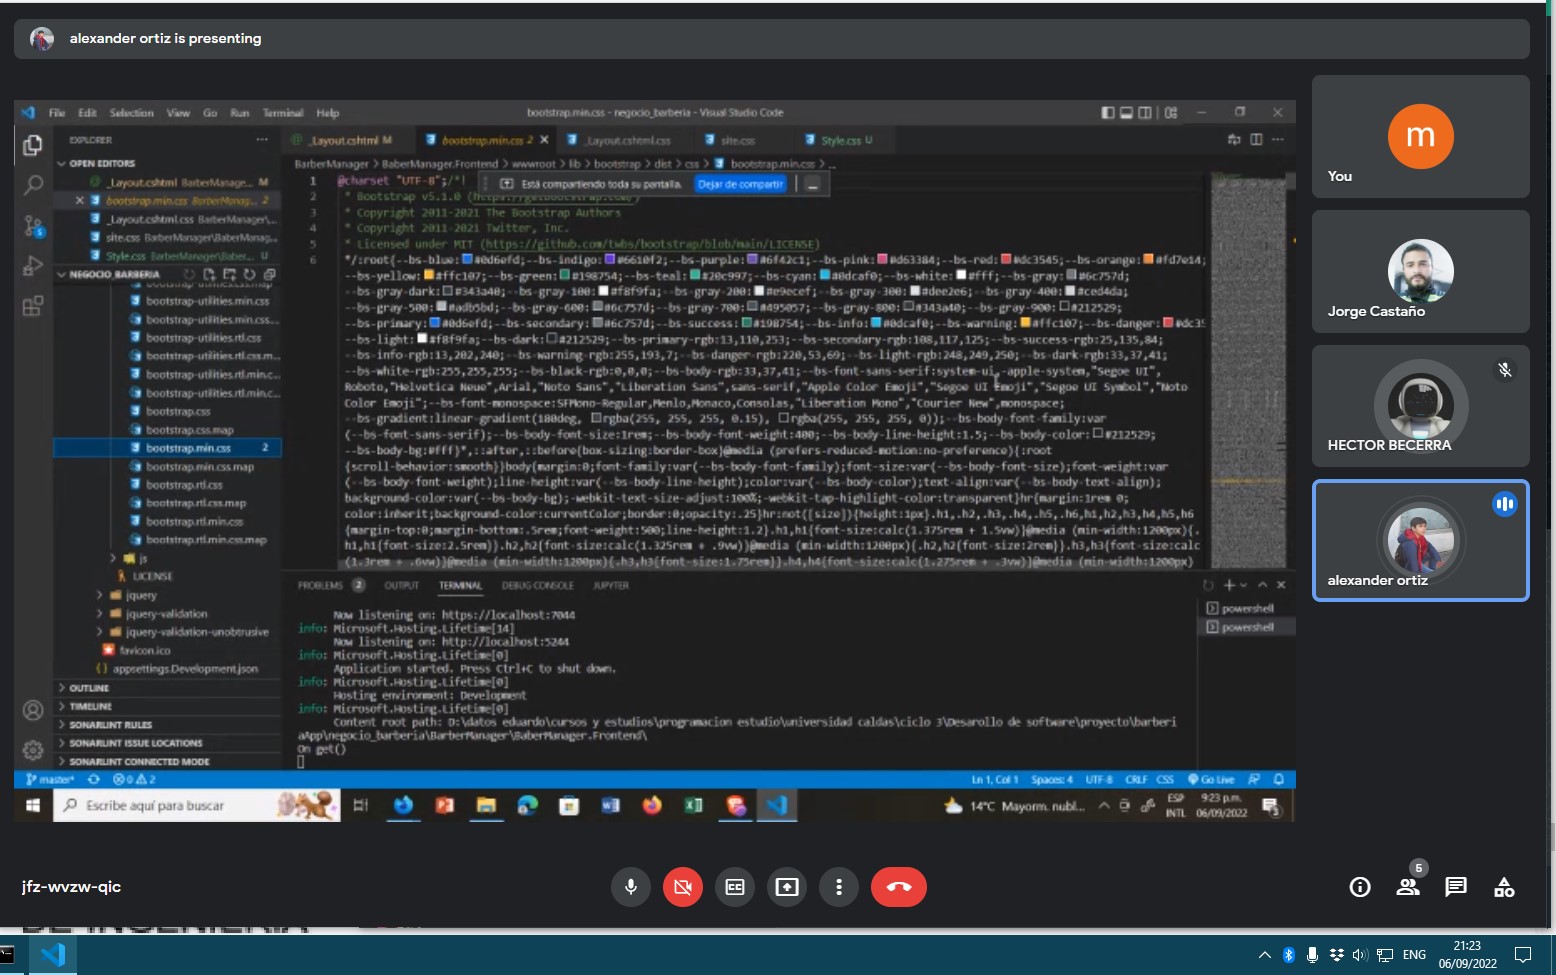 alexander ortiz is presenting
File Edit Selection View Go Run Terminal Help
bootstrap.min.css - negocio_barberia - Visual Studio Code
EXPLORER
OPEN EDITORS
_Layout.cshtml BarberManage... M
bootstrap.min.css BarberManag... 2
_Layout.cshtml.css BarberManager\...
site.css BarberManager\BaberManag...
Style.css BarberManager\Baber... U
NEGOCIO_BARBERIA
bootstrap-utilities.min.css
bootstrap-utilities.min.css...
bootstrap-utilities.rtl.css
bootstrap-utilities.rtl.css.m...
bootstrap-utilities.rtl.min.c...
bootstrap-utilities.rtl.min.c...
bootstrap.css
bootstrap.css.map
bootstrap.min.css 2
bootstrap.min.css.map
bootstrap.rtl.css
bootstrap.rtl.css.map
bootstrap.rtl.min.css
bootstrap.rtl.min.css.map
js
LICENSE
jquery
jquery-validation
jquery-validation-unobtrusive
favicon.ico
appsettings.Development.json
OUTLINE
TIMELINE
SONARLINT RULES
SONARLINT ISSUE LOCATIONS
SONARLINT CONNECTED MODE
_Layout.cshtml M
bootstrap.min.css 2
_Layout.cshtml.css
site.css
Style.css U
BarberManager > BaberManager.Frontend > wwwroot > lib > bootstrap > dist > css > bootstrap.min.css > ...
Está compartiendo toda su pantalla. Dejar de compartir
1 @charset "UTF-8";/*!
2 * Bootstrap v5.1.0 (https://getbootstrap.com/)
3 * Copyright 2011-2021 The Bootstrap Authors
4 * Copyright 2011-2021 Twitter, Inc.
5 * Licensed under MIT (https://github.com/twbs/bootstrap/blob/main/LICENSE)
6 */:root{--bs-blue:#0d6efd;--bs-indigo:#6610f2;--bs-purple:#6f42c1;--bs-pink:#d63384;--bs-red:#dc3545;--bs-orange:#fd7e14;
--bs-yellow:#ffc107;--bs-green:#198754;--bs-teal:#20c997;--bs-cyan:#0dcaf0;--bs-white:#fff;--bs-gray:#6c757d;
--bs-gray-dark:#343a40;--bs-gray-100:#f8f9fa;--bs-gray-200:#e9ecef;--bs-gray-300:#dee2e6;--bs-gray-400:#ced4da;
--bs-gray-500:#adb5bd;--bs-gray-600:#6c757d;--bs-gray-700:#495057;--bs-gray-800:#343a40;--bs-gray-900:#212529;
--bs-primary:#0d6efd;--bs-secondary:#6c757d;--bs-success:#198754;--bs-info:#0dcaf0;--bs-warning:#ffc107;--bs-danger:#dc35
--bs-light:#f8f9fa;--bs-dark:#212529;--bs-primary-rgb:13,110,253;--bs-secondary-rgb:108,117,125;--bs-success-rgb:25,135,84;
--bs-info-rgb:13,202,240;--bs-warning-rgb:255,193,7;--bs-danger-rgb:220,53,69;--bs-light-rgb:248,249,250;--bs-dark-rgb:33,37,41;
--bs-white-rgb:255,255,255;--bs-black-rgb:0,0,0;--bs-body-rgb:33,37,41;--bs-font-sans-serif:system-ui,-apple-system,"Segoe UI",
Roboto,"Helvetica Neue",Arial,"Noto Sans","Liberation Sans",sans-serif,"Apple Color Emoji","Segoe UI Emoji","Segoe UI Symbol","Noto
Color Emoji";--bs-font-monospace:SFMono-Regular,Menlo,Monaco,Consolas,"Liberation Mono","Courier New",monospace;
--bs-gradient:linear-gradient(180deg, rgba(255, 255, 255, 0.15), rgba(255, 255, 255, 0));--bs-body-font-family:var
(--bs-font-sans-serif);--bs-body-font-size:1rem;--bs-body-font-weight:400;--bs-body-line-height:1.5;--bs-body-color:#212529;
--bs-body-bg:#fff}*,::after,::before{box-sizing:border-box}@media (prefers-reduced-motion:no-preference){:root
{scroll-behavior:smooth}}body{margin:0;font-family:var(--bs-body-font-family);font-size:var(--bs-body-font-size);font-weight:var
(--bs-body-font-weight);line-height:var(--bs-body-line-height);color:var(--bs-body-color);text-align:var(--bs-body-text-align);
background-color:var(--bs-body-bg);-webkit-text-size-adjust:100%;-webkit-tap-highlight-color:transparent}hr{margin:1rem 0;
color:inherit;background-color:currentColor;border:0;opacity:.25}hr:not([size]){height:1px}.h1,.h2,.h3,.h4,.h5,.h6,h1,h2,h3,h4,h5,h6
{margin-top:0;margin-bottom:.5rem;font-weight:500;line-height:1.2}.h1,h1{font-size:calc(1.375rem + 1.5vw)}@media (min-width:1200px){.
h1,h1{font-size:2.5rem}}.h2,h2{font-size:calc(1.325rem + .9vw)}@media (min-width:1200px){.h2,h2{font-size:2rem}}.h3,h3{font-size:calc
(1.3rem + .6vw)}@media (min-width:1200px){.h3,h3{font-size:1.75rem}}.h4,h4{font-size:calc(1.275rem + .3vw)}@media (min-width:1200px)
PROBLEMS 2 OUTPUT TERMINAL DEBUG CONSOLE JUPYTER
Now listening on: https://localhost:7044
info: Microsoft.Hosting.Lifetime[14]
Now listening on: http://localhost:5244
info: Microsoft.Hosting.Lifetime[0]
Application started. Press Ctrl+C to shut down.
info: Microsoft.Hosting.Lifetime[0]
Hosting environment: Development
info: Microsoft.Hosting.Lifetime[0]
Content root path: D:\datos eduardo\cursos y estudios\programacion estudio\universidad caldas\ciclo 3\Desarollo de software\proyecto\barberi
aApp\negocio_barberia\BarberManager\BaberManager.Frontend\
On get()
powershell
powershell
master* 0 2
Ln 1, Col 1 Spaces: 4 UTF-8 CRLF CSS Go Live
Escribe aquí para buscar
14°C Mayorm. nubl...
ESP
INTL
9:23 p.m.
06/09/2022
3
m
You
Jorge Castaño
HECTOR BECERRA
alexander ortiz
jfz-wvzw-qic
5
ENG
21:23
06/09/2022